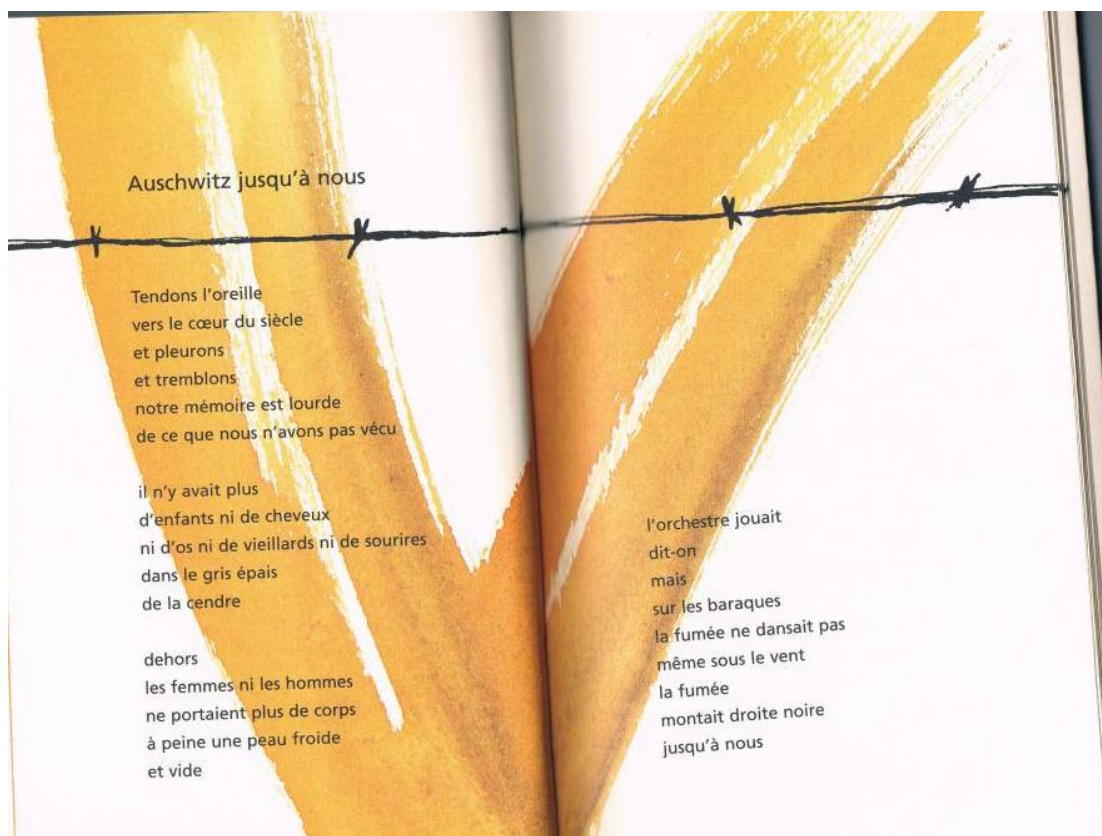 Auschwitz jusqu'à nous
Tendons l'oreille
vers le cœur du siècle
et pleurons
et tremblons
notre mémoire est lourde
de ce que nous n'avons pas vécu
il n'y avait plus
d'enfants ni de cheveux
ni d'os ni de vieillards ni de sourires
dans le gris épais
de la cendre
dehors
les femmes ni les hommes
ne portaient plus de corps
à peine une peau froide
et vide
l'orchestre jouait
dit-on
mais
sur les baraques
la fumée ne dansait pas
même sous le vent
la fumée
montait droite noire
jusqu'à nous